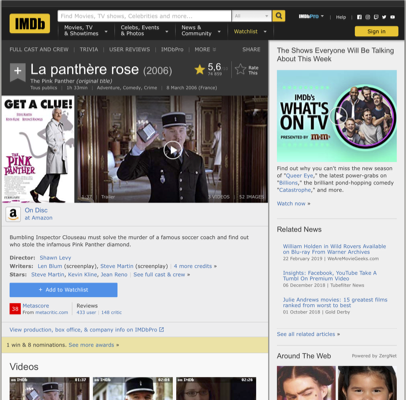 IMDb
Find Movies, TV shows, Celebrities and more...
All
IMDbPro
Help
Movies, TV & Showtimes
Celebs, Events & Photos
News & Community
Watchlist
Sign in
FULL CAST AND CREW | TRIVIA | USER REVIEWS | IMDbPro | MORE
SHARE
La panthère rose (2006)
The Pink Panther (original title)
Tous publics | 1h 33min | Adventure, Comedy, Crime | 8 March 2006 (France)
5,6
Rate This
GET A CLUE!
THE PINK PANTHER
Trailer
VIDEOS
52 IMAGES
On Disc
at Amazon
Bumbling Inspector Clouseau must solve the murder of a famous soccer coach and find out
who stole the infamous Pink Panther diamond.
Director: Shawn Levy
Writers: Len Blum (screenplay), Steve Martin (screenplay) | 4 more credits »
Stars: Steve Martin, Kevin Kline, Jean Reno | See full cast & crew »
+ Add to Watchlist
38
Metascore
From metacritic.com
Reviews
433 user | 148 critic
View production, box office, & company info on IMDbPro
1 win & 8 nominations. See more awards »
Videos
The Shows Everyone Will Be Talking
About This Week
IMDb's
WHAT'S
ON TV
PRESENTED BY M&M'S
Find out why you can't miss the new season
of "Queer Eye," the latest power-grabs on
"Billions," the brilliant pond-hopping comedy
"Catastrophe," and more.
Watch now »
Related News
William Holden in Wild Rovers Available
on Blu-ray From Warner Archives
22 February 2019 | WeAreMovieGeeks.com
Insights: Facebook, YouTube Take A
Tumble On Premium Video
06 December 2018 | Tubefilter News
Julie Andrews movies: 15 greatest films
ranked from worst to best
01 October 2018 | Gold Derby
See all related articles »
Around The Web
Powered by ZergNet